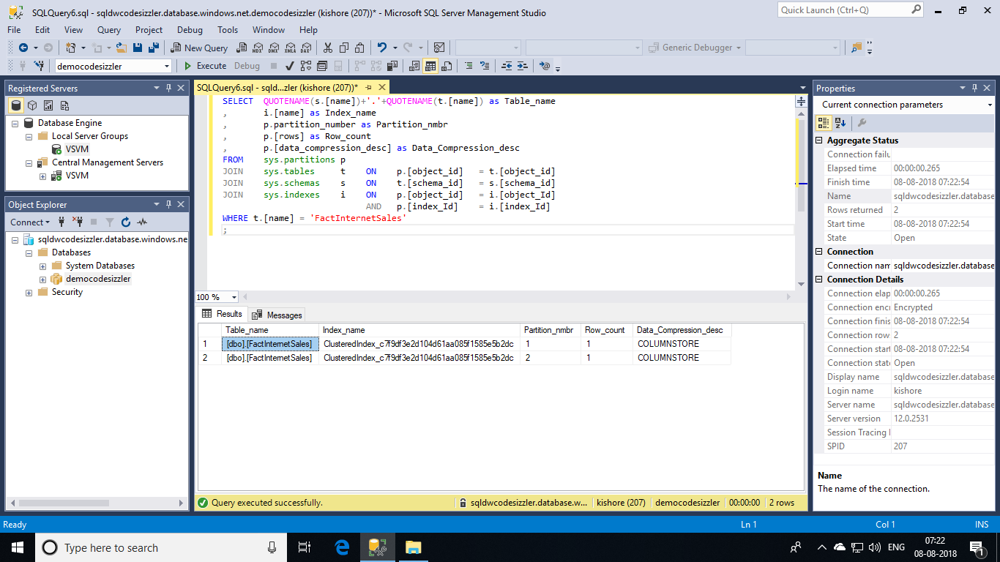 SQLQuery6.sql - sqldwcodesizzler.database.windows.net.democodesizzler (kishore (207))* - Microsoft SQL Server Management Studio
Quick Launch (Ctrl+Q)
File Edit View Query Project Debug Tools Window Help
New Query MDX DMX XMLA DAX Generic Debugger
democodesizzler Execute Debug
Registered Servers
Database Engine
Local Server Groups
VSVM
Central Management Servers
VSVM
Object Explorer
Connect
sqldwcodesizzler.database.windows.ne
Databases
System Databases
democodesizzler
Security
SQLQuery6.sql - sqld...zler (kishore (207))*
SELECT QUOTENAME(s.[name])+'.'+QUOTENAME(t.[name]) as Table_name
, i.[name] as Index_name
, p.partition_number as Partition_nmbr
, p.[rows] as Row_count
, p.[data_compression_desc] as Data_Compression_desc
FROM sys.partitions p
JOIN sys.tables t ON p.[object_id] = t.[object_id]
JOIN sys.schemas s ON t.[schema_id] = s.[schema_id]
JOIN sys.indexes i ON p.[object_id] = i.[object_Id]
AND p.[index_Id] = i.[index_Id]
WHERE t.[name] = 'FactInternetSales'
;
100 %
Results Messages
Table_name Index_name Partition_nmbr Row_count Data_Compression_desc
1 [dbo].[FactInternetSales] ClusteredIndex_c7f9df3e2d104d61aa085f1585e5b2dc 1 1 COLUMNSTORE
2 [dbo].[FactInternetSales] ClusteredIndex_c7f9df3e2d104d61aa085f1585e5b2dc 2 1 COLUMNSTORE
Query executed successfully. sqldwcodesizzler.database.w... kishore (207) democodesizzler 00:00:00 2 rows
Properties
Current connection parameters
Aggregate Status
Connection failu
Elapsed time 00:00:00.265
Finish time 08-08-2018 07:22:54
Name sqldwcodesizzler.database
Rows returned 2
Start time 08-08-2018 07:22:54
State Open
Connection
Connection nam sqldwcodesizzler.database
Connection Details
Connection elap 00:00:00.265
Connection encr Encrypted
Connection finis 08-08-2018 07:22:54
Connection row 2
Connection start 08-08-2018 07:22:54
Connection state Open
Display name sqldwcodesizzler.database
Login name kishore
Server name sqldwcodesizzler.database
Server version 12.0.2531
Session Tracing I
SPID 207
Name
The name of the connection.
Ready Ln 1 Col 1 INS
Type here to search
ENG
07:22
08-08-2018
1